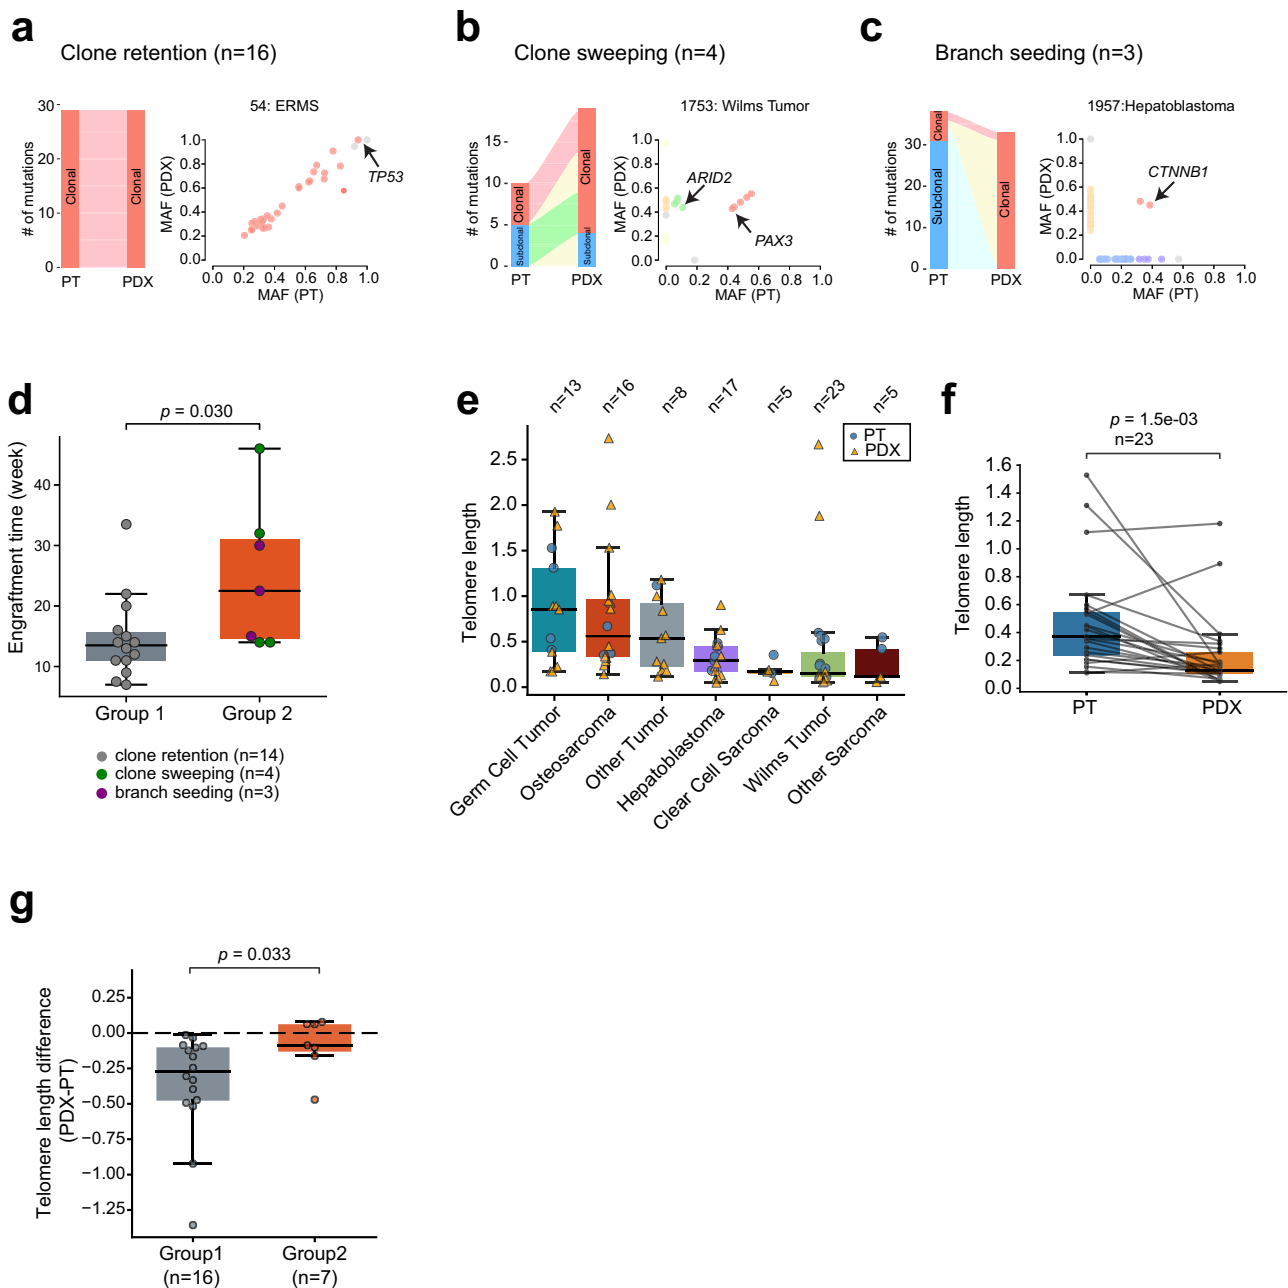 a
Clone retention (n=16)
54: ERMS
# of mutations
30
20
10
0
Clonal
Clonal
PT
PDX
MAF (PDX)
1.0
0.8
0.6
0.4
0.2
0.0
TP53
0.0 0.2 0.4 0.6 0.8 1.0
MAF (PT)
b
Clone sweeping (n=4)
1753: Wilms Tumor
# of mutations
15
10
5
0
Clonal
Subclonal
Clonal
Subclonal
PT
PDX
MAF (PDX)
1.0
0.8
0.6
0.4
0.2
0.0
ARID2
PAX3
0.0 0.2 0.4 0.6 0.8 1.0
MAF (PT)
c
Branch seeding (n=3)
1957:Hepatoblastoma
# of mutations
30
20
10
0
Clonal
Subclonal
Clonal
PT
PDX
MAF (PDX)
1.0
0.8
0.6
0.4
0.2
0.0
CTNNB1
0.0 0.2 0.4 0.6 0.8 1.0
MAF (PT)
d
p = 0.030
Engraftment time (week)
40
30
20
10
Group 1
Group 2
clone retention (n=14)
clone sweeping (n=4)
branch seeding (n=3)
e
n=13
n=16
n=8
n=17
n=5
n=23
n=5
PT
PDX
Telomere length
2.5
2.0
1.5
1.0
0.5
0.0
Germ Cell Tumor
Osteosarcoma
Other Tumor
Hepatoblastoma
Clear Cell Sarcoma
Wilms Tumor
Other Sarcoma
f
p = 1.5e-03
n=23
Telomere length
1.6
1.4
1.2
1.0
0.8
0.6
0.4
0.2
0.0
PT
PDX
g
p = 0.033
Telomere length difference
(PDX-PT)
0.25
0.00
−0.25
−0.50
−0.75
−1.00
−1.25
Group1
(n=16)
Group2
(n=7)